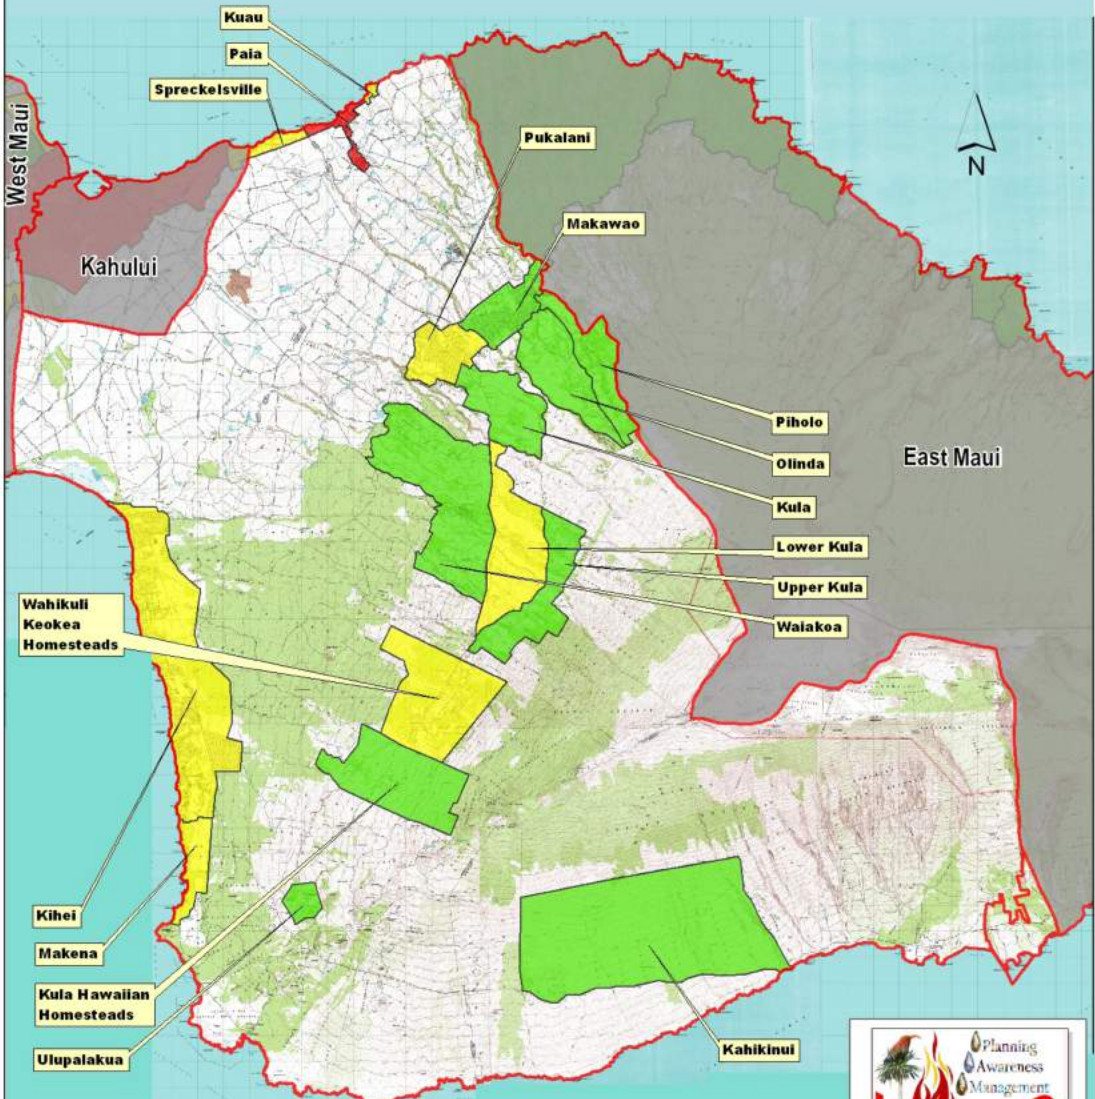 Kuau
Paia
Spreckelsville
West Maui
Pukalani
N
Makawao
Kahului
Piholo
East Maui
Olinda
Kula
Lower Kula
Upper Kula
Waiakoa
Wahikuli
Keokea
Homesteads
Kihei
Makena
Kula Hawaiian
Homesteads
Ulupalakua
Kahikinui
Planning
Awareness
Management